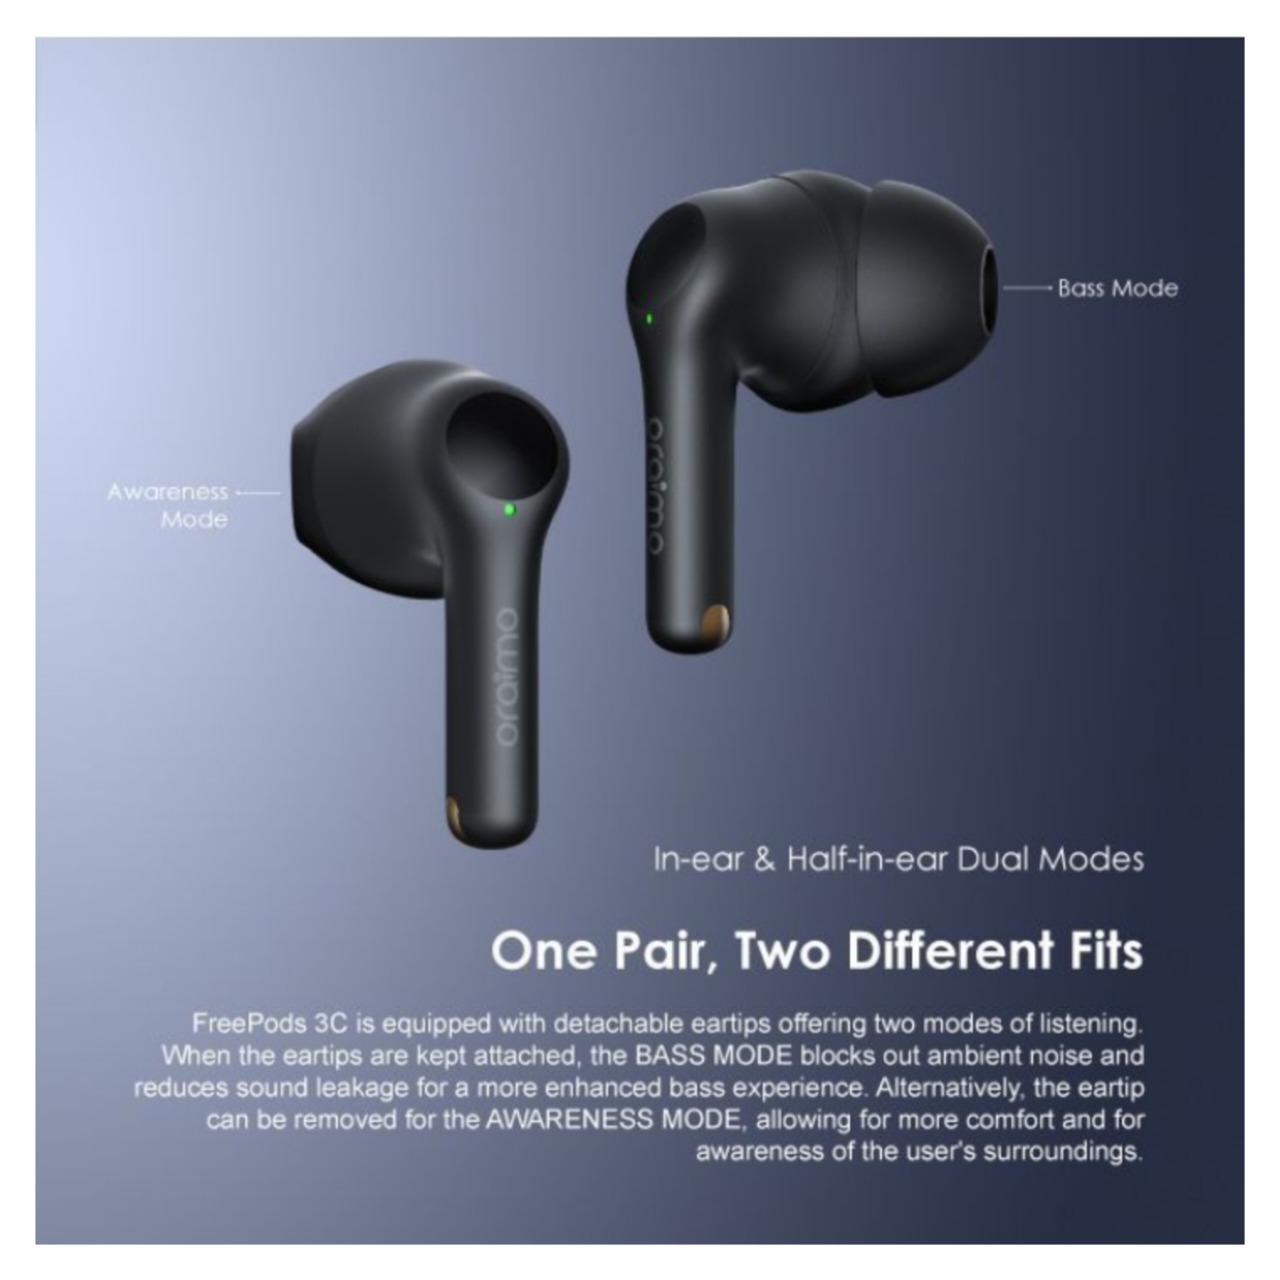 Bass Mode
oraimo
Awareness
Mode
oraimo
In-ear & Half-in-ear Dual Modes
One Pair, Two Different Fits
FreePods 3C is equipped with detachable eartips offering two modes of listening.
When the eartips are kept attached, the BASS MODE blocks out ambient noise and
reduces sound leakage for a more enhanced bass experience. Alternatively, the eartip
can be removed for the AWARENESS MODE, allowing for more comfort and for
awareness of the user's surroundings.